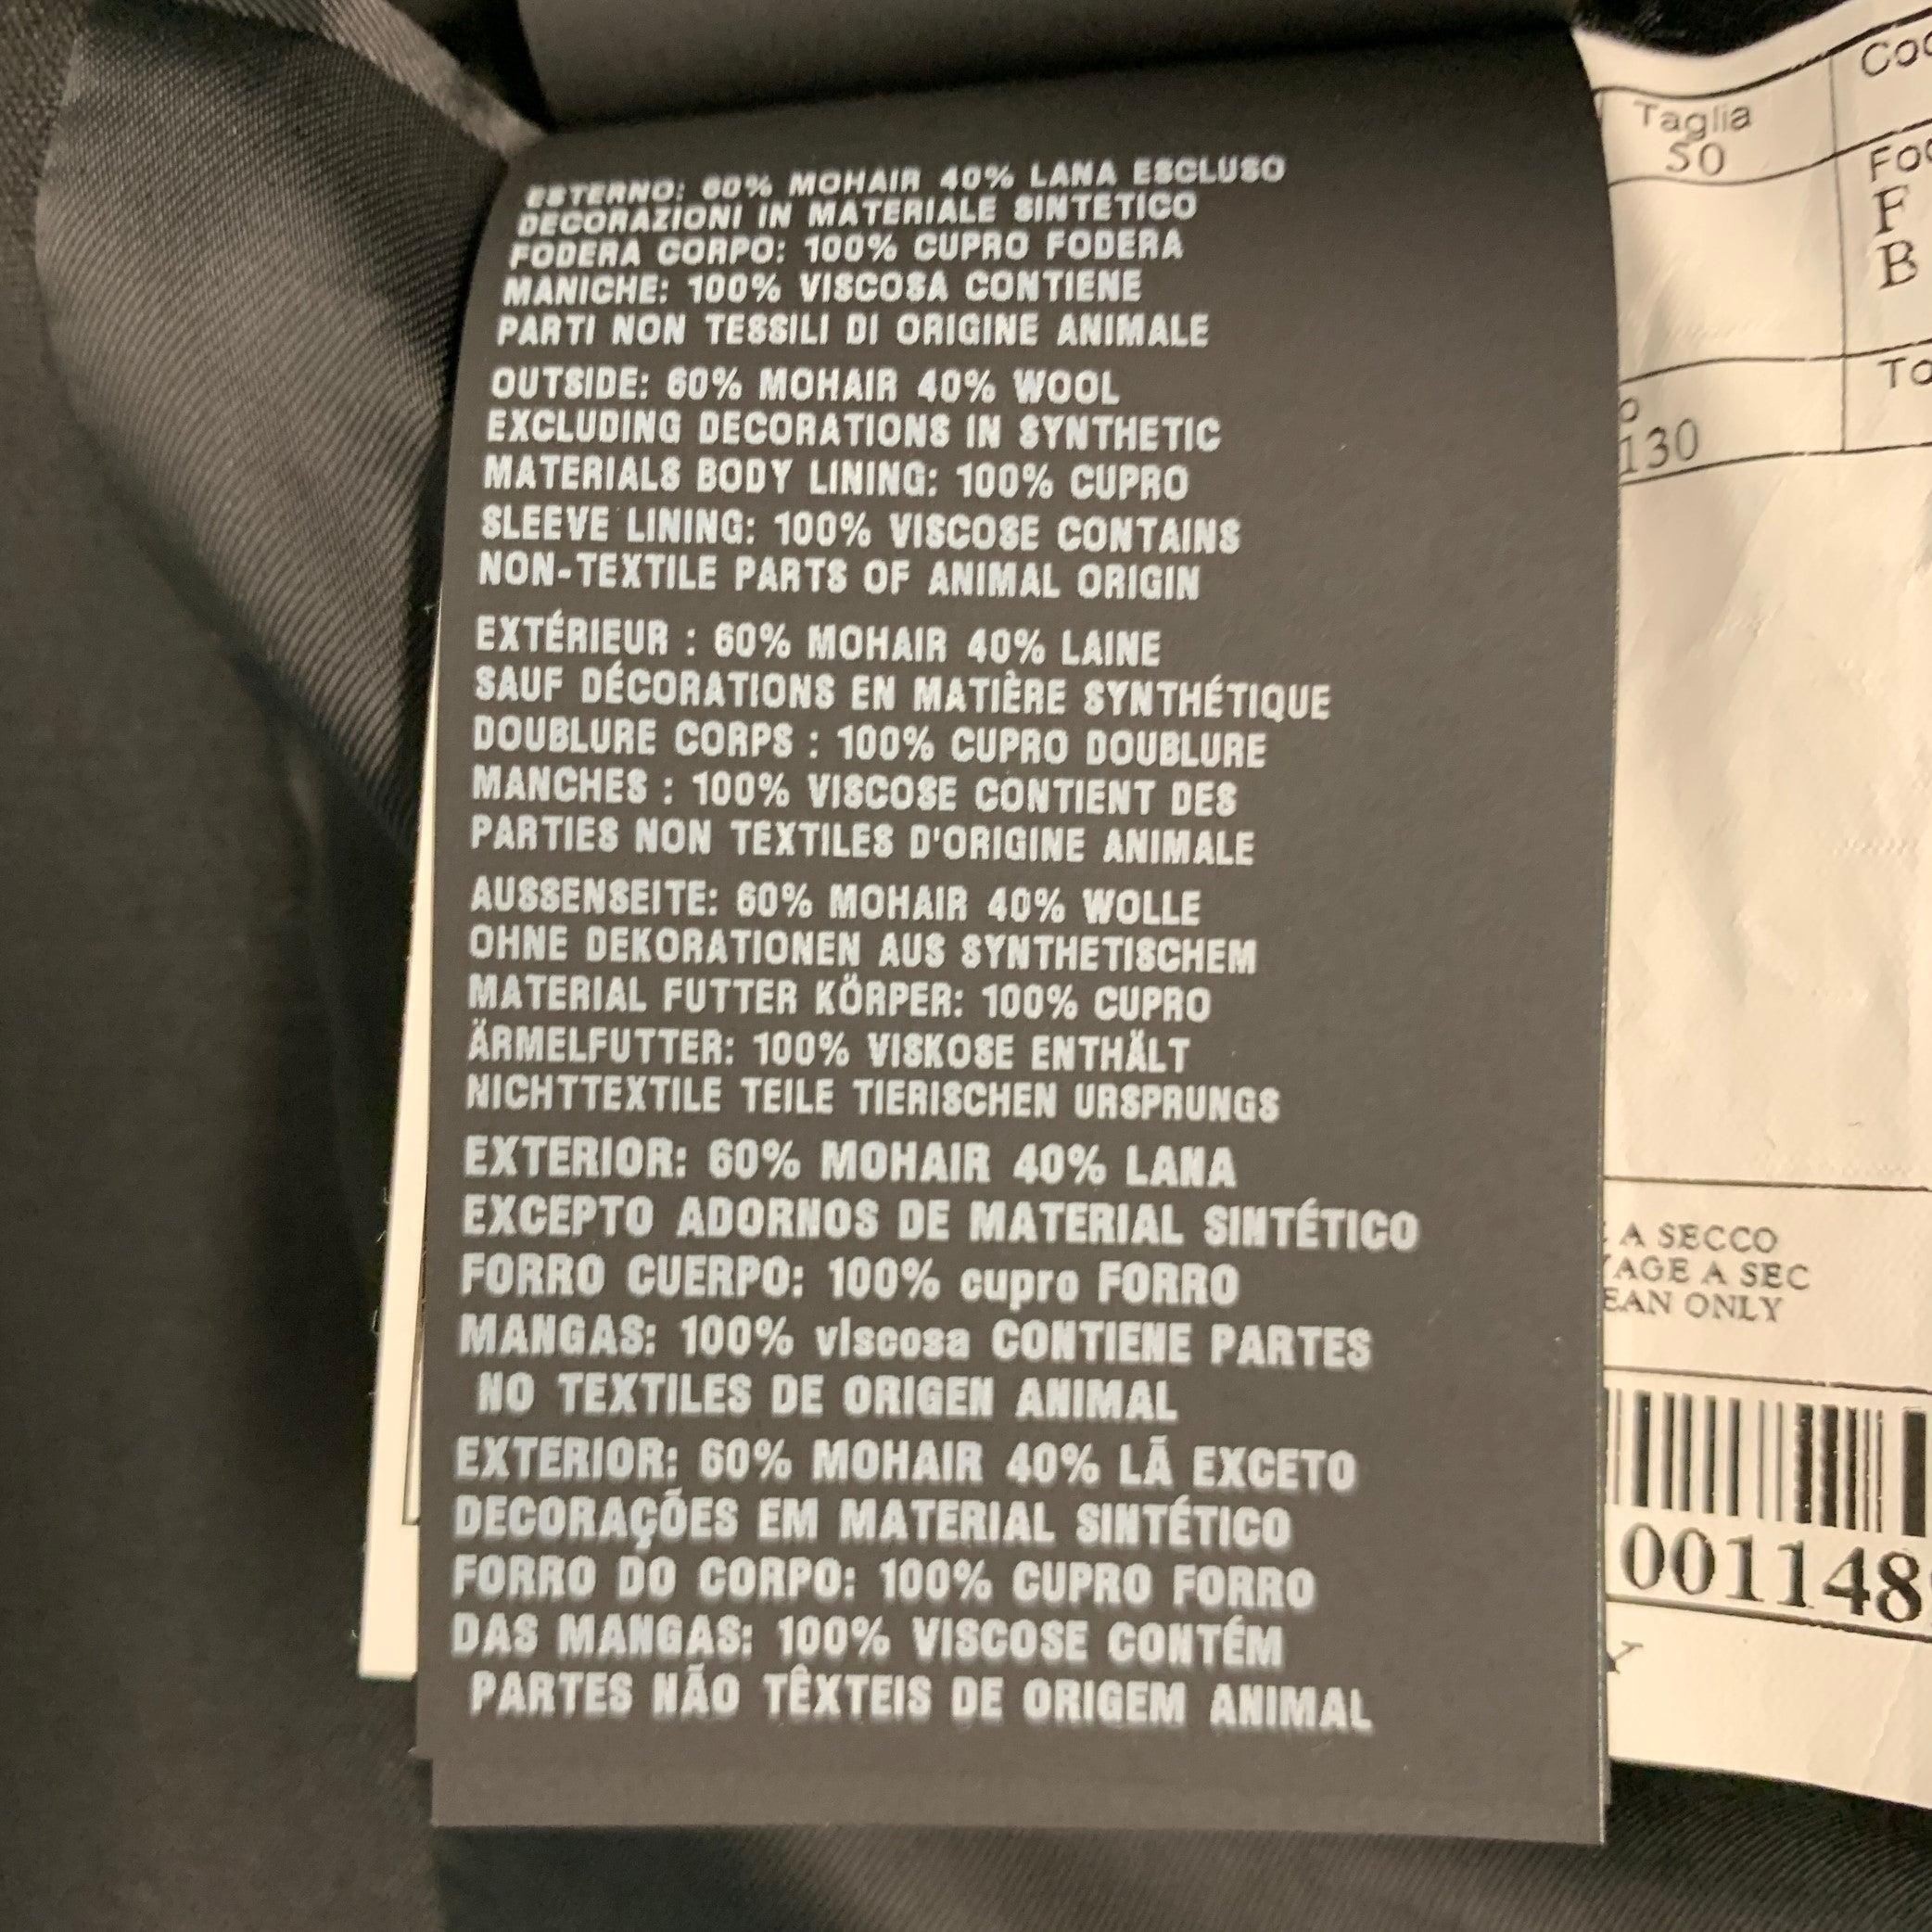 ESTERNO: 60% MOHAIR 40% LANA ESCLUSO
DECORAZIONI IN MATERIALE SINTETICO
FODERA CORPO: 100% CUPRO FODERA
MANICHE: 100% VISCOSA CONTIENE
PARTI NON TESSILI DI ORIGINE ANIMALE
OUTSIDE: 60% MOHAIR 40% WOOL
EXCLUDING DECORATIONS IN SYNTHETIC
MATERIALS BODY LINING: 100% CUPRO
SLEEVE LINING: 100% VISCOSE CONTAINS
NON-TEXTILE PARTS OF ANIMAL ORIGIN
EXTÉRIEUR : 60% MOHAIR 40% LAINE
SAUF DÉCORATIONS EN MATIÈRE SYNTHÉTIQUE
DOUBLURE CORPS : 100% CUPRO DOUBLURE
MANCHES : 100% VISCOSE CONTIENT DES
PARTIES NON TEXTILES D'ORIGINE ANIMALE
AUSSENSEITE: 60% MOHAIR 40% WOLLE
OHNE DEKORATIONEN AUS SYNTHETISCHEM
MATERIAL FUTTER KÖRPER: 100% CUPRO
ÄRMELFUTTER: 100% VISKOSE ENTHÄLT
NICHTTEXTILE TEILE TIERISCHEN URSPRUNGS
EXTERIOR: 60% MOHAIR 40% LANA
EXCEPTO ADORNOS DE MATERIAL SINTÉTICO
FORRO CUERPO: 100% cupro FORRO
MANGAS: 100% viscosa CONTIENE PARTES
NO TEXTILES DE ORIGEN ANIMAL
EXTERIOR: 60% MOHAIR 40% LÃ EXCETO
DECORAÇÕES EM MATERIAL SINTÉTICO
FORRO DO CORPO: 100% CUPRO FORRO
DAS MANGAS: 100% VISCOSE CONTÉM
PARTES NÃO TÊXTEIS DE ORIGEM ANIMAL
Taglia
50
F
B
130
A SECCO
A SEC
ONLY
001148